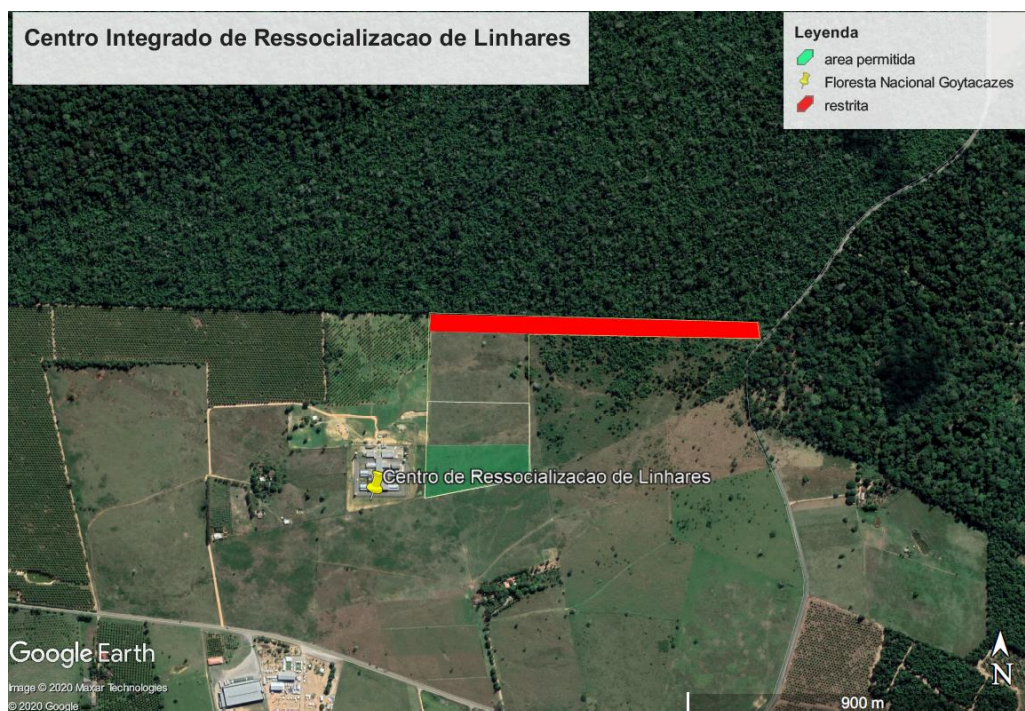 Centro Integrado de Ressocializacao de Linhares
Leyenda
area permitida
Floresta Nacional Goytacazes
restrita
Centro de Ressocializacao de Linhares
Google Earth
Image © 2020 Maxar Technologies
© 2020 Google
900 m
N